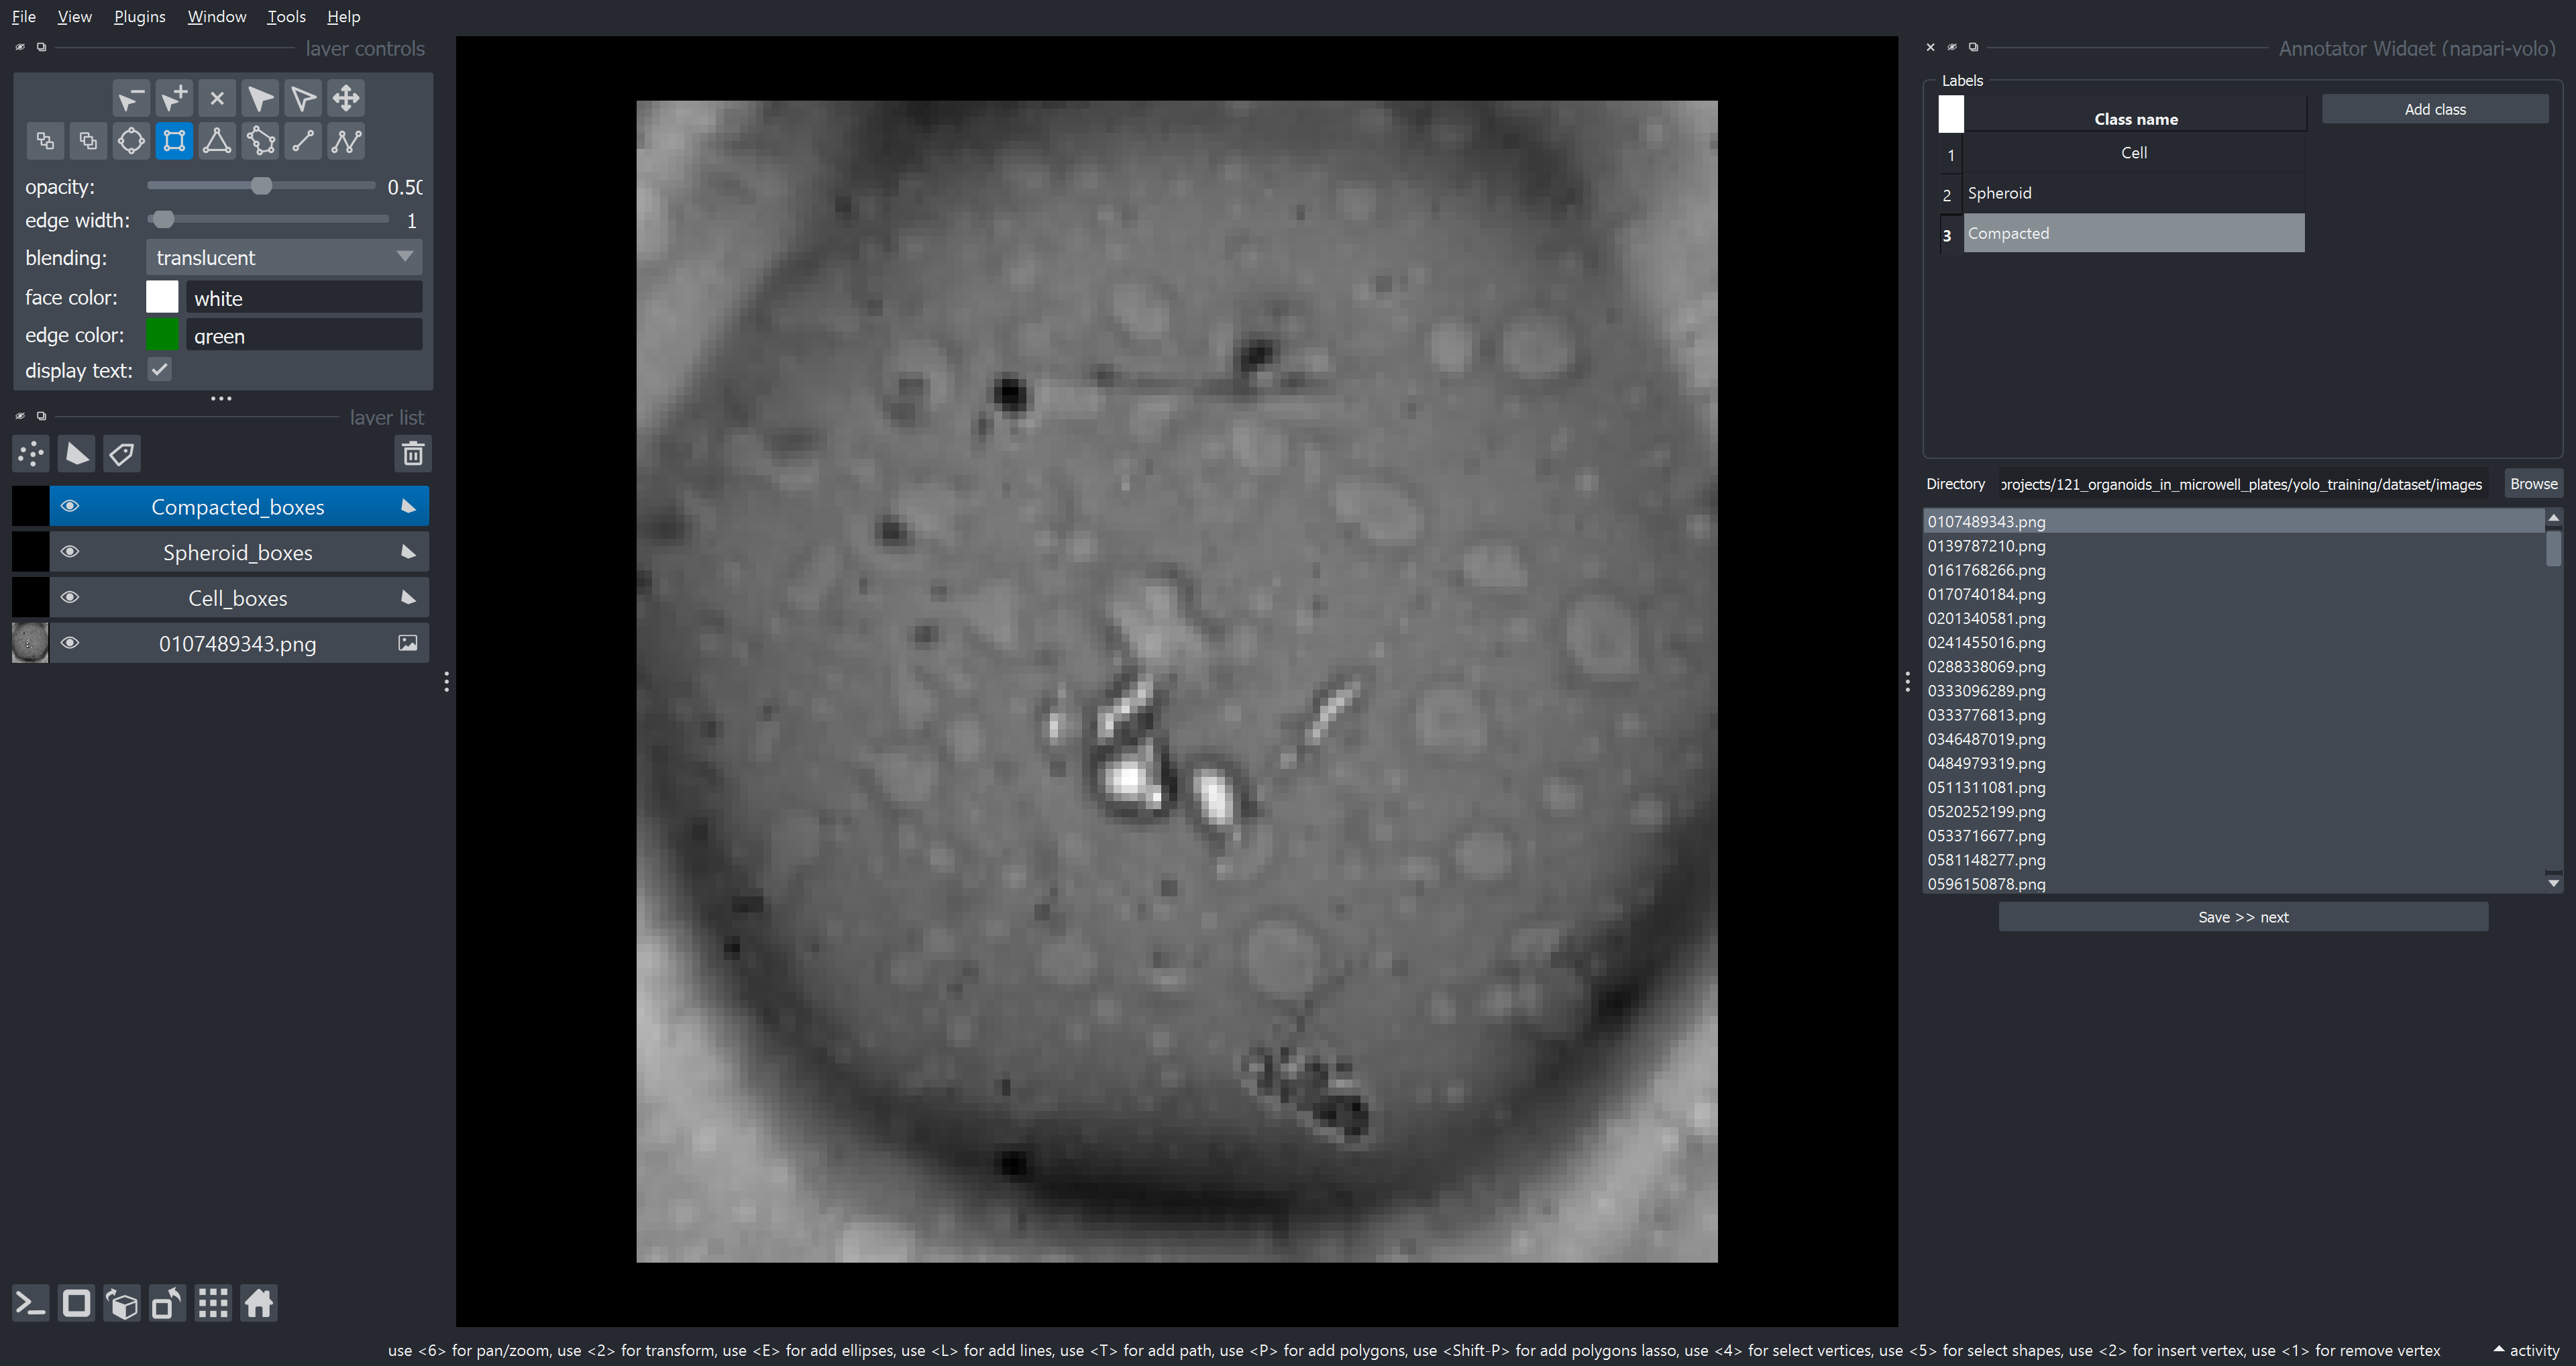 File View Plugins Window Tools Help
layer controls
opacity: 0.50
edge width: 1
blending: translucent
face color: white
edge color: green
display text:
layer list
Compacted_boxes
Spheroid_boxes
Cell_boxes
0107489343.png
Annotator Widget (napari-yolo)
Labels
Class name
Add class
1 Cell
2 Spheroid
3 Compacted
Directory projects/121_organoids_in_microwell_plates/yolo_training/dataset/images Browse
0107489343.png
0139787210.png
0161768266.png
0170740184.png
0201340581.png
0241455016.png
0288338069.png
0333096289.png
0333776813.png
0346487019.png
0484979319.png
0511311081.png
0520252199.png
0533716677.png
0581148277.png
0596150878.png
Save >> next
use <6> for pan/zoom, use <2> for transform, use <E> for add ellipses, use <L> for add lines, use <T> for add path, use <P> for add polygons, use <Shift-P> for add polygons lasso, use <4> for select vertices, use <5> for select shapes, use <2> for insert vertex, use <1> for remove vertex
activity